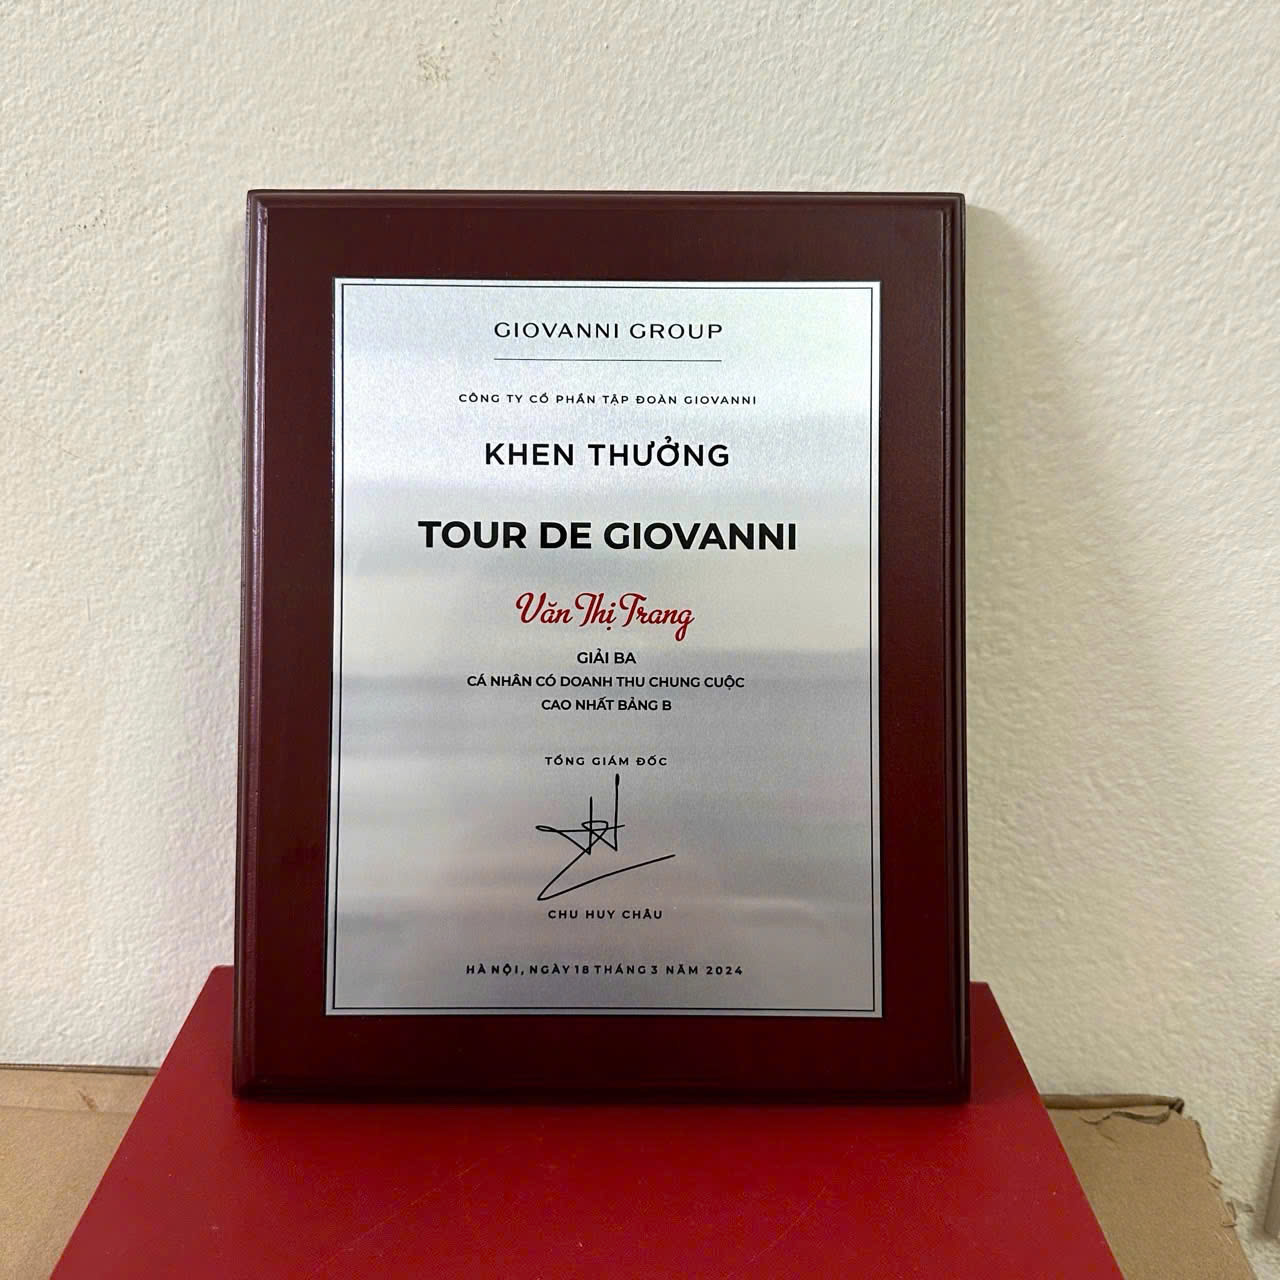 GIOVANNI GROUP
CÔNG TY CỔ PHẦN TẬP ĐOÀN GIOVANNI
KHEN THƯỞNG
TOUR DE GIOVANNI
Văn Thị Trang
GIẢI BA
CÁ NHÂN CÓ DOANH THU CHUNG CUỘC
CAO NHẤT BẢNG B
TỔNG GIÁM ĐỐC
CHU HUY CHÂU
HÀ NỘI, NGÀY 18 THÁNG 3 NĂM 2024